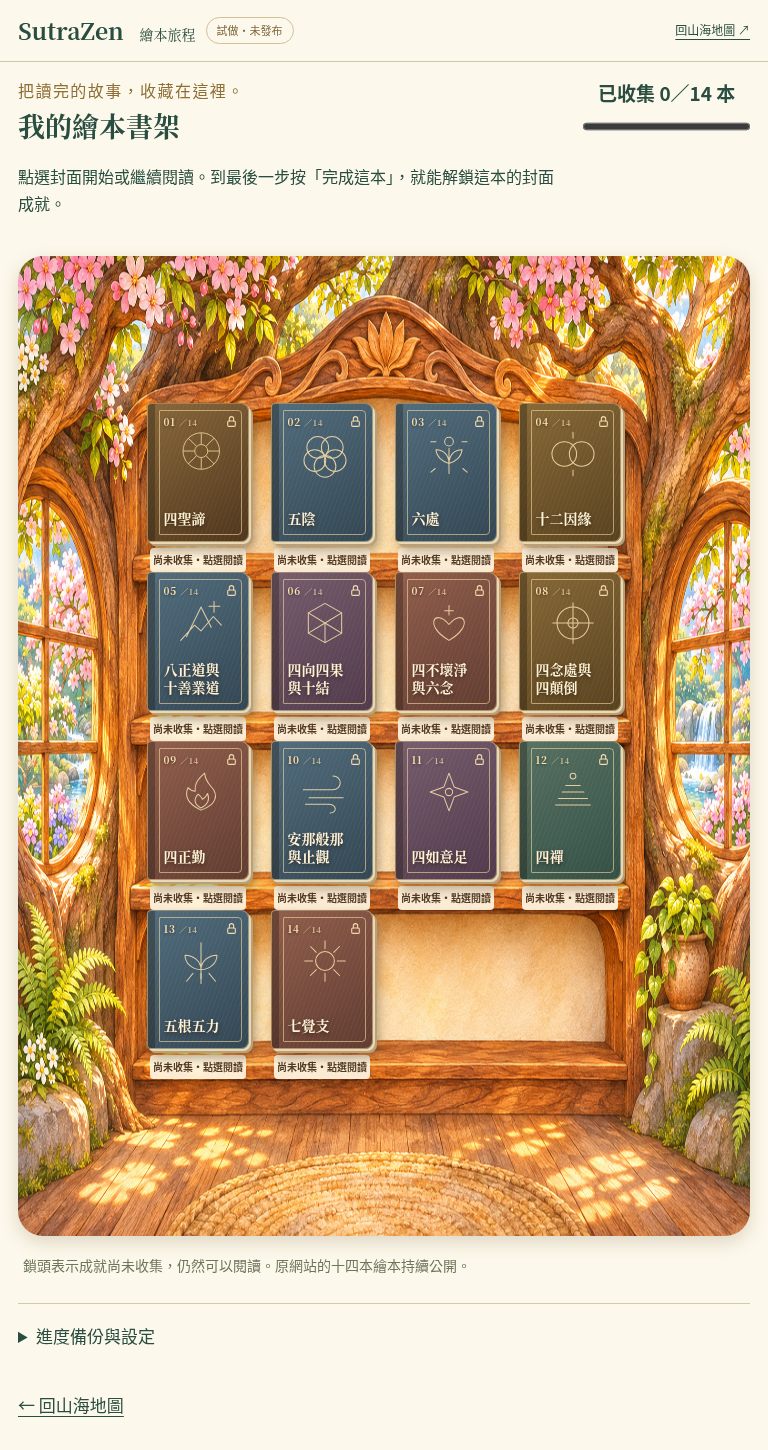 SutraZen 繪本旅程 試做・未發布 回山海地圖 ↗
把讀完的故事，收藏在這裡。
我的繪本書架
已收集 0／14 本
點選封面開始或繼續閱讀。到最後一步按「完成這本」，就能解鎖這本的封面
成就。
01 ／14
四聖諦
尚未收集・點選閱讀
02 ／14
五陰
尚未收集・點選閱讀
03 ／14
六處
尚未收集・點選閱讀
04 ／14
十二因緣
尚未收集・點選閱讀
05 ／14
八正道與
十善業道
尚未收集・點選閱讀
06 ／14
四向四果
與十結
尚未收集・點選閱讀
07 ／14
四不壞淨
與六念
尚未收集・點選閱讀
08 ／14
四念處與
四顛倒
尚未收集・點選閱讀
09 ／14
四正勤
尚未收集・點選閱讀
10 ／14
安那般那
與止觀
尚未收集・點選閱讀
11 ／14
四如意足
尚未收集・點選閱讀
12 ／14
四禪
尚未收集・點選閱讀
13 ／14
五根五力
尚未收集・點選閱讀
14 ／14
七覺支
尚未收集・點選閱讀
鎖頭表示成就尚未收集，仍然可以閱讀。原網站的十四本繪本持續公開。
▶ 進度備份與設定
← 回山海地圖